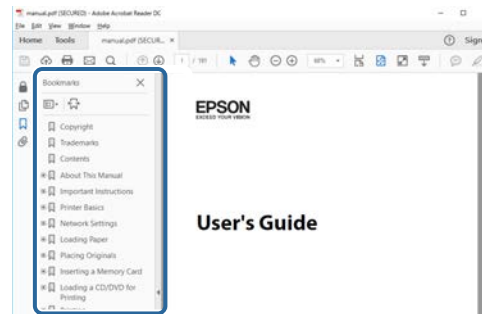 manual.pdf (SECURED) - Adobe Acrobat Reader DC
File Edit View Window Help
Home Tools manual.pdf (SECUR... × Sign
1 / 181
Bookmarks
Copyright
Trademarks
Contents
About This Manual
Important Instructions
Printer Basics
Network Settings
Loading Paper
Placing Originals
Inserting a Memory Card
Loading a CD/DVD for
Printing
EPSON
EXCEED YOUR VISION
User's Guide